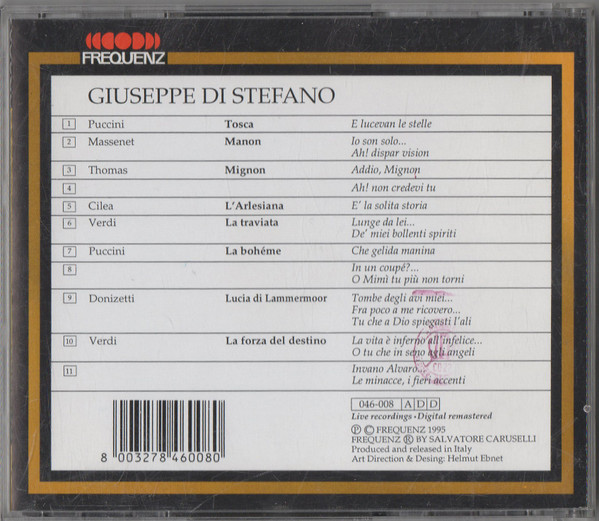 FREQUENZ
GIUSEPPE DI STEFANO
1 Puccini Tosca E lucevan le stelle
2 Massenet Manon Io son solo...
Ah! dispar vision
3 Thomas Mignon Addio, Mignon
4 Ah! non credevi tu
5 Cilea L'Arlesiana E' la solita storia
6 Verdi La traviata Lunge da lei...
De' miei bollenti spiriti
7 Puccini La bohéme Che gelida manina
8 In un coupé?...
O Mimì tu più non torni
9 Donizetti Lucia di Lammermoor Tombe degli avi miei...
Fra poco a me ricovero...
Tu che a Dio spiegasti l'ali
10 Verdi La forza del destino La vita è inferno all'infelice...
O tu che in seno agli angeli
11 Invano Alvaro...
Le minacce, i fieri accenti
046-008 A D D
Live recordings • Digital remastered
Ⓟ © FREQUENZ 1995
FREQUENZ ® BY SALVATORE CARUSELLI
Produced and released in Italy
Art Direction & Desing: Helmut Ebnet
8 003278 460080